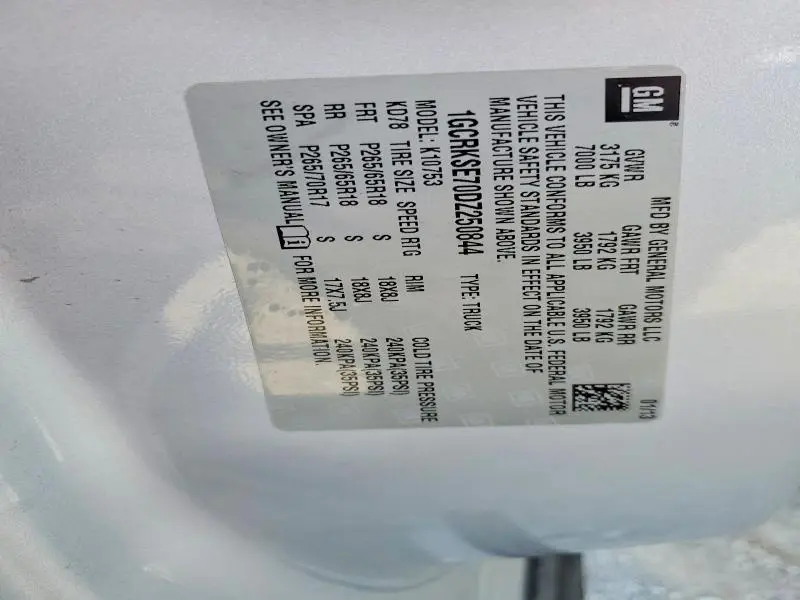 GM
MFD BY GENERAL MOTORS LLC 01/13
GVWR GAWR FRT GAWR RR
3175 KG 1792 KG 1792 KG
7000 LB 3950 LB 3950 LB
THIS VEHICLE CONFORMS TO ALL APPLICABLE U.S. FEDERAL MOTOR
VEHICLE SAFETY STANDARDS IN EFFECT ON THE DATE OF
MANUFACTURE SHOWN ABOVE.
1GCRKSE70DZ250844 TYPE: TRUCK
MODEL: K10753
KD78 TIRE SIZE SPEED RTG RIM COLD TIRE PRESSURE
FRT P265/65R18 S 18X8J 240KPA(35PSI)
RR P265/65R18 S 18X8J 240KPA(35PSI)
SPA P265/70R17 S 17X7.5J 240KPA(35PSI)
SEE OWNER'S MANUAL FOR MORE INFORMATION.